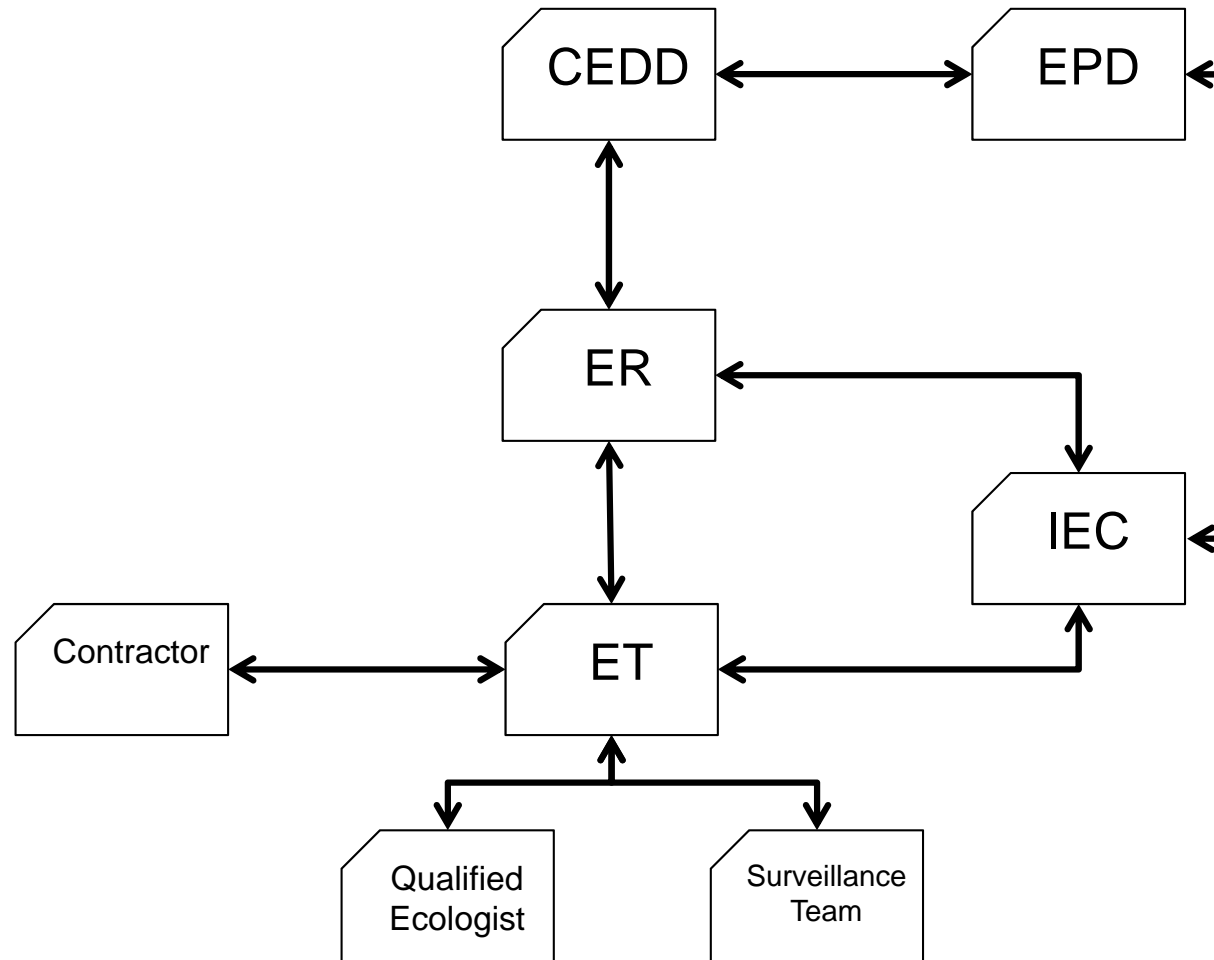 CEDD
EPD
ER
IEC
Contractor
ET
Qualified
Ecologist
Surveillance
Team